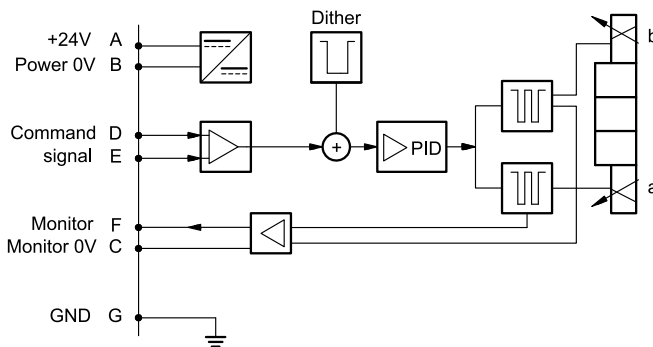 Dither
+24V A
Power 0V B
b
Command D
signal E
+
PID
a
Monitor F
Monitor 0V C
GND G